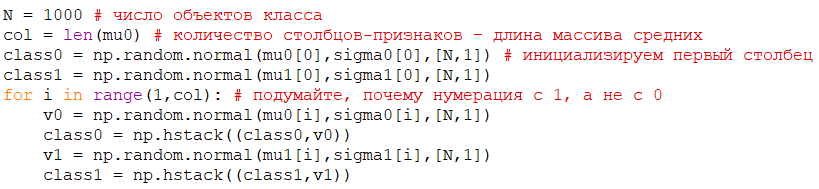 N = 1000 # число объектов класса
col = len(mu0) # количество столбцов-признаков – длина массива средних
class0 = np.random.normal(mu0[0],sigma0[0],[N,1]) # инициализируем первый столбец
class1 = np.random.normal(mu1[0],sigma1[0],[N,1])
for i in range(1,col): # подумайте, почему нумерация с 1, а не с 0
    v0 = np.random.normal(mu0[i],sigma0[i],[N,1])
    class0 = np.hstack((class0,v0))
    v1 = np.random.normal(mu1[i],sigma1[i],[N,1])
    class1 = np.hstack((class1,v1))